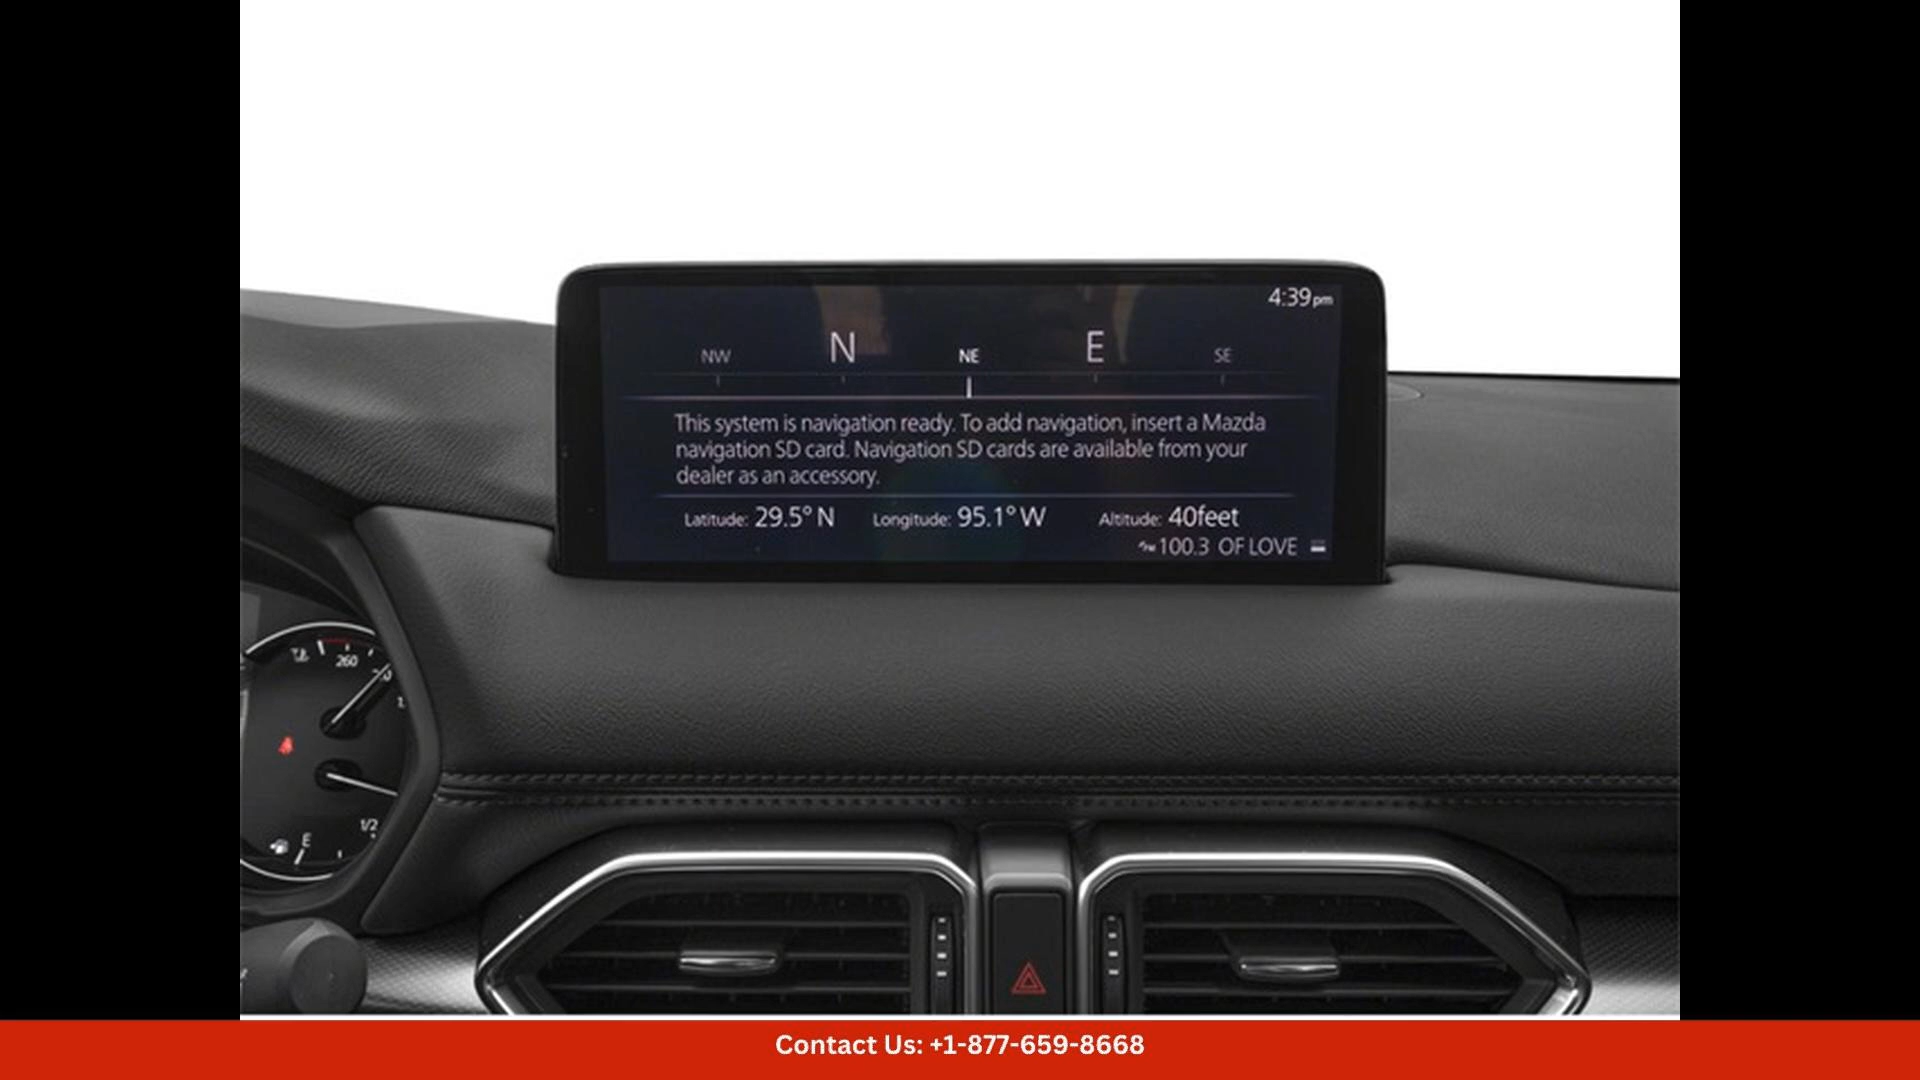 4:39pm
NW N NE E SE
This system is navigation ready. To add navigation, insert a Mazda
navigation SD card. Navigation SD cards are available from your
dealer as an accessory.
Latitude: 29.5° N Longitude: 95.1° W Altitude: 40feet
FM 100.3 OF LOVE
260
1/2
E
Contact Us: +1-877-659-8668